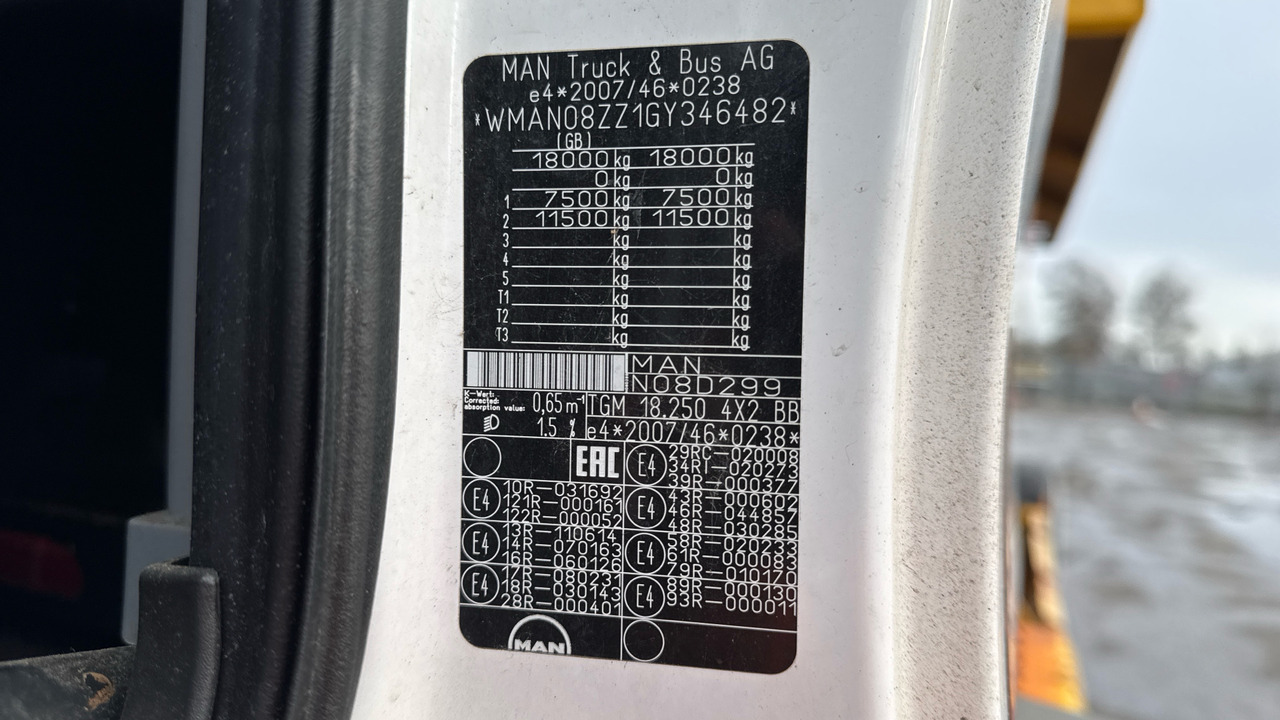 MAN Truck & Bus AG
e4*2007/46*0238
*WMAN08ZZ1GY346482*
(GB)
18000 kg 18000 kg
0 kg 0 kg
1 7500 kg 7500 kg
2 11500 kg 11500 kg
3 kg kg
4 kg kg
5 kg kg
T1 kg kg
T2 kg kg
T3 kg kg
MAN
N08D299
K-Wert:
Corrected
absorption value:
0,65 m-1
TGM 18.250 4X2 BB
1.5 %
e4*2007/46*0238*
EAC
E4
29RC-020008
34RI-020273
39R-000377
E4
10R-031692
121R-000161
122R-000052
E4
43R-000602
46R-044857
48R-030285
E4
13R-110614
14R-070163
16R-060126
E4
58R-020233
61R-000083
79R-010170
E4
17R-080231
18R-030143
28R-000401
E4
89R-000130
93R-000011
MAN